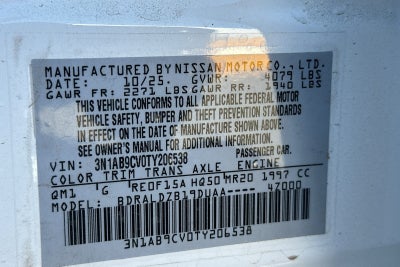 MANUFACTURED BY NISSAN MOTOR CO., LTD.
DATE: 10/25. GVWR: 4079 LBS
GAWR FR: 2271 LBS GAWR RR: 1940 LBS
THIS VEHICLE CONFORMS TO ALL APPLICABLE FEDERAL MOTOR
VEHICLE SAFETY, BUMPER AND THEFT PREVENTION STANDARDS
IN EFFECT ON THE DATE OF MANUFACTURE SHOWN ABOVE.
SEE OWNER'S MANUAL FOR ADDITIONAL INFORMATION
VIN: 3N1AB9CV0TY206538
COLOR TRIM TRANS AXLE ENGINE
QM1 G RE0F15A HQ50 MR20 1997 CC
MODEL: BDRALDZB19DUAA---- 4Z000
3N1AB9CV0TY206538